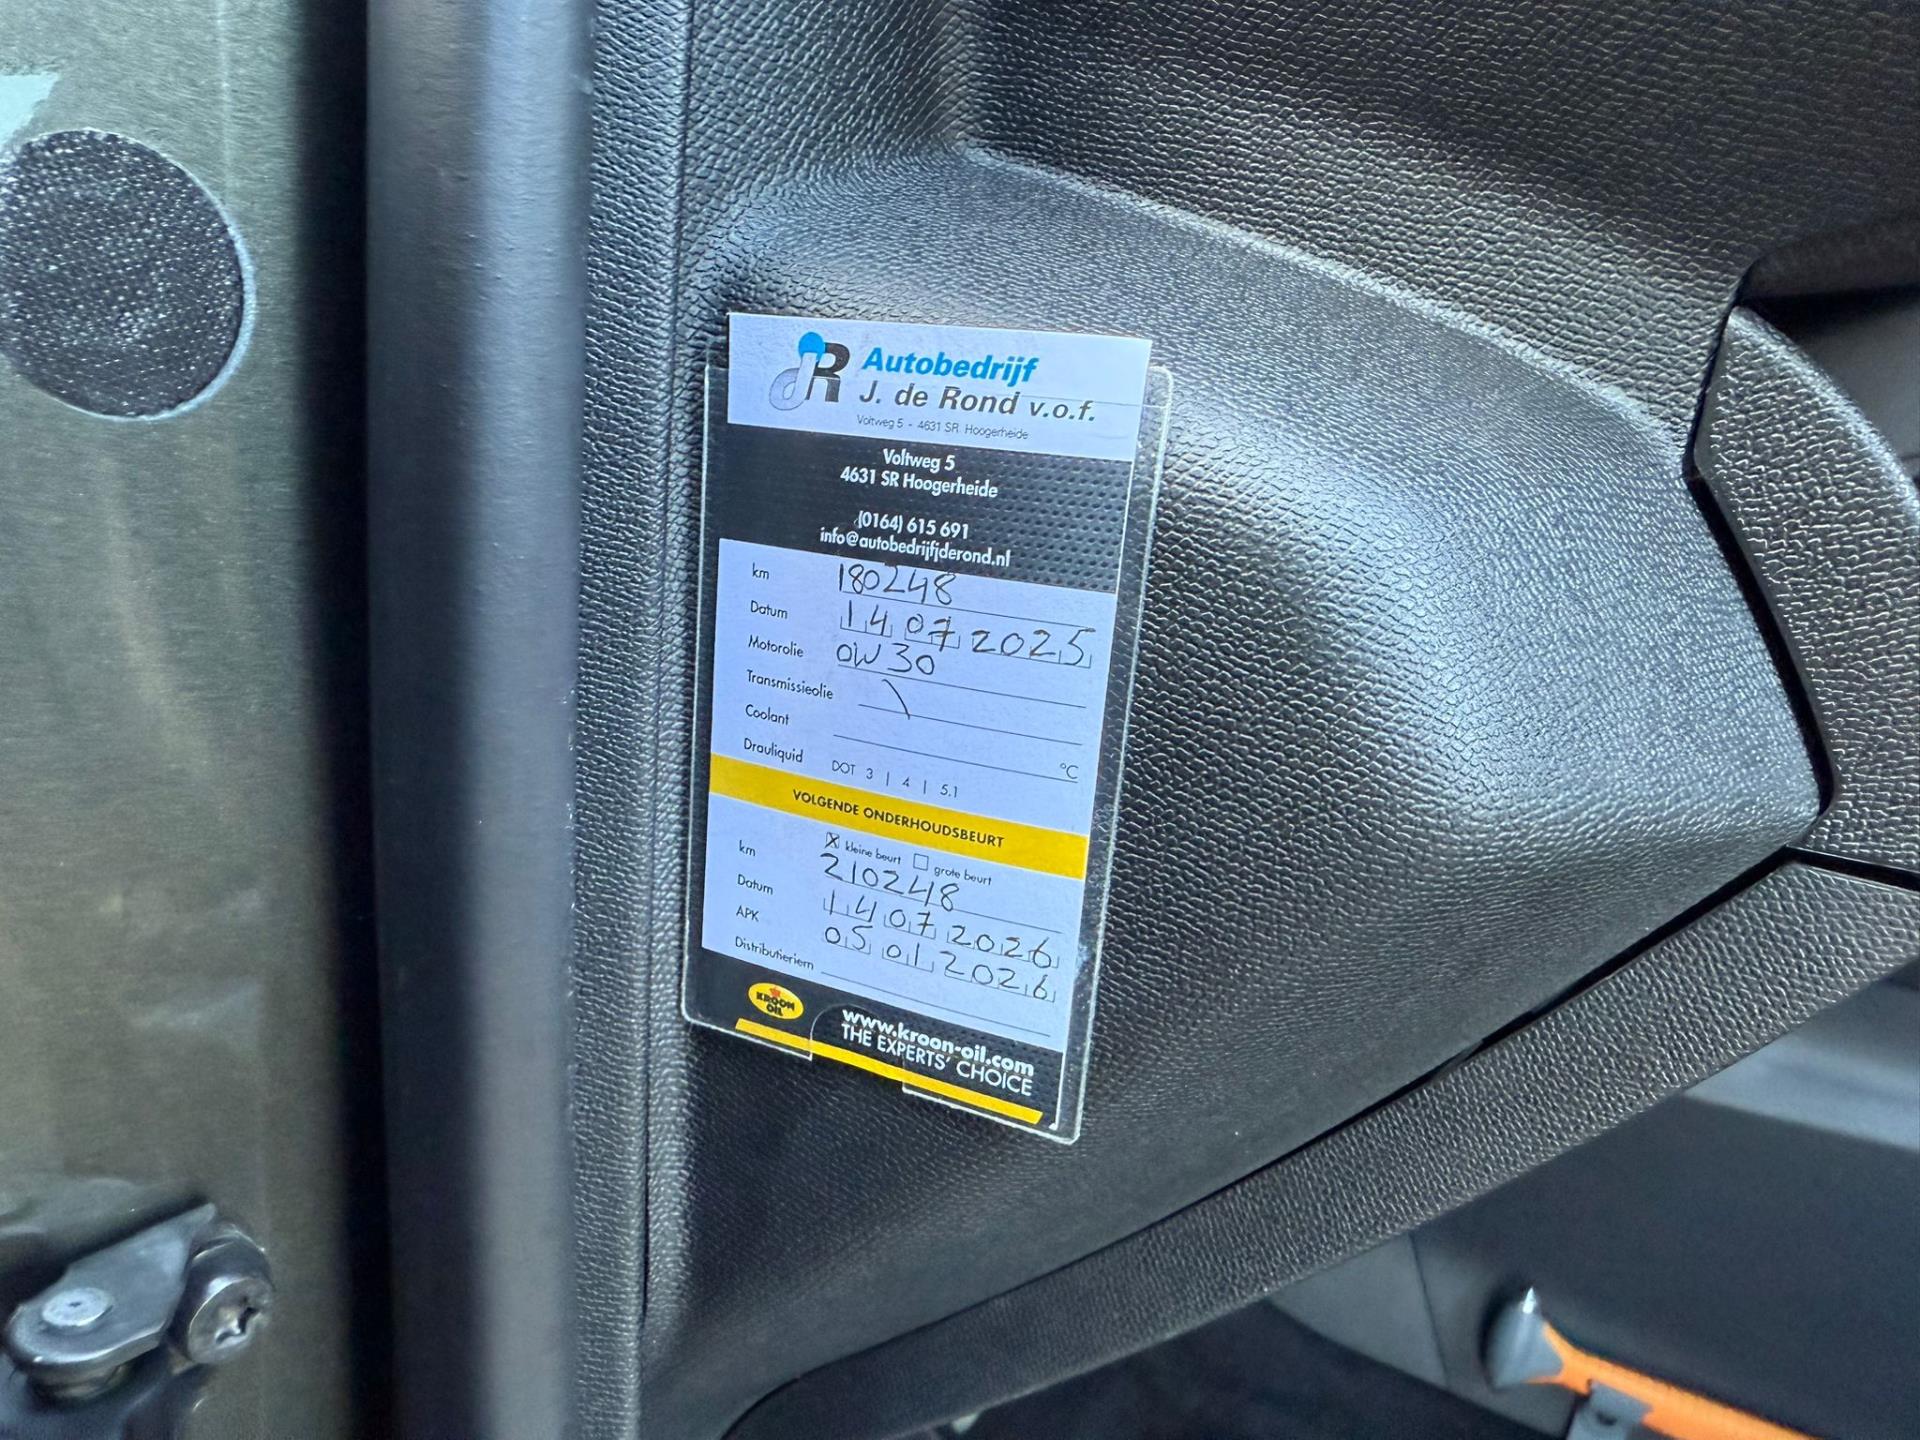 JR Autobedrijf
J. de Rond v.o.f.
Voltweg 5 - 4631 SR Hoogerheide
Voltweg 5
4631 SR Hoogerheide
(0164) 615 691
info@autobedrijfjderond.nl
km 180248
Datum 14 07 2025
Motorolie 0W30
Transmissieolie \
Coolant °C
Drauliquid DOT 3 | 4 | 5.1
VOLGENDE ONDERHOUDSBEURT
☒ kleine beurt ☐ grote beurt
km 210248
Datum 14 07 2026
APK 05 01 2026
Distributieriem
KROON OIL
www.kroon-oil.com
THE EXPERTS' CHOICE